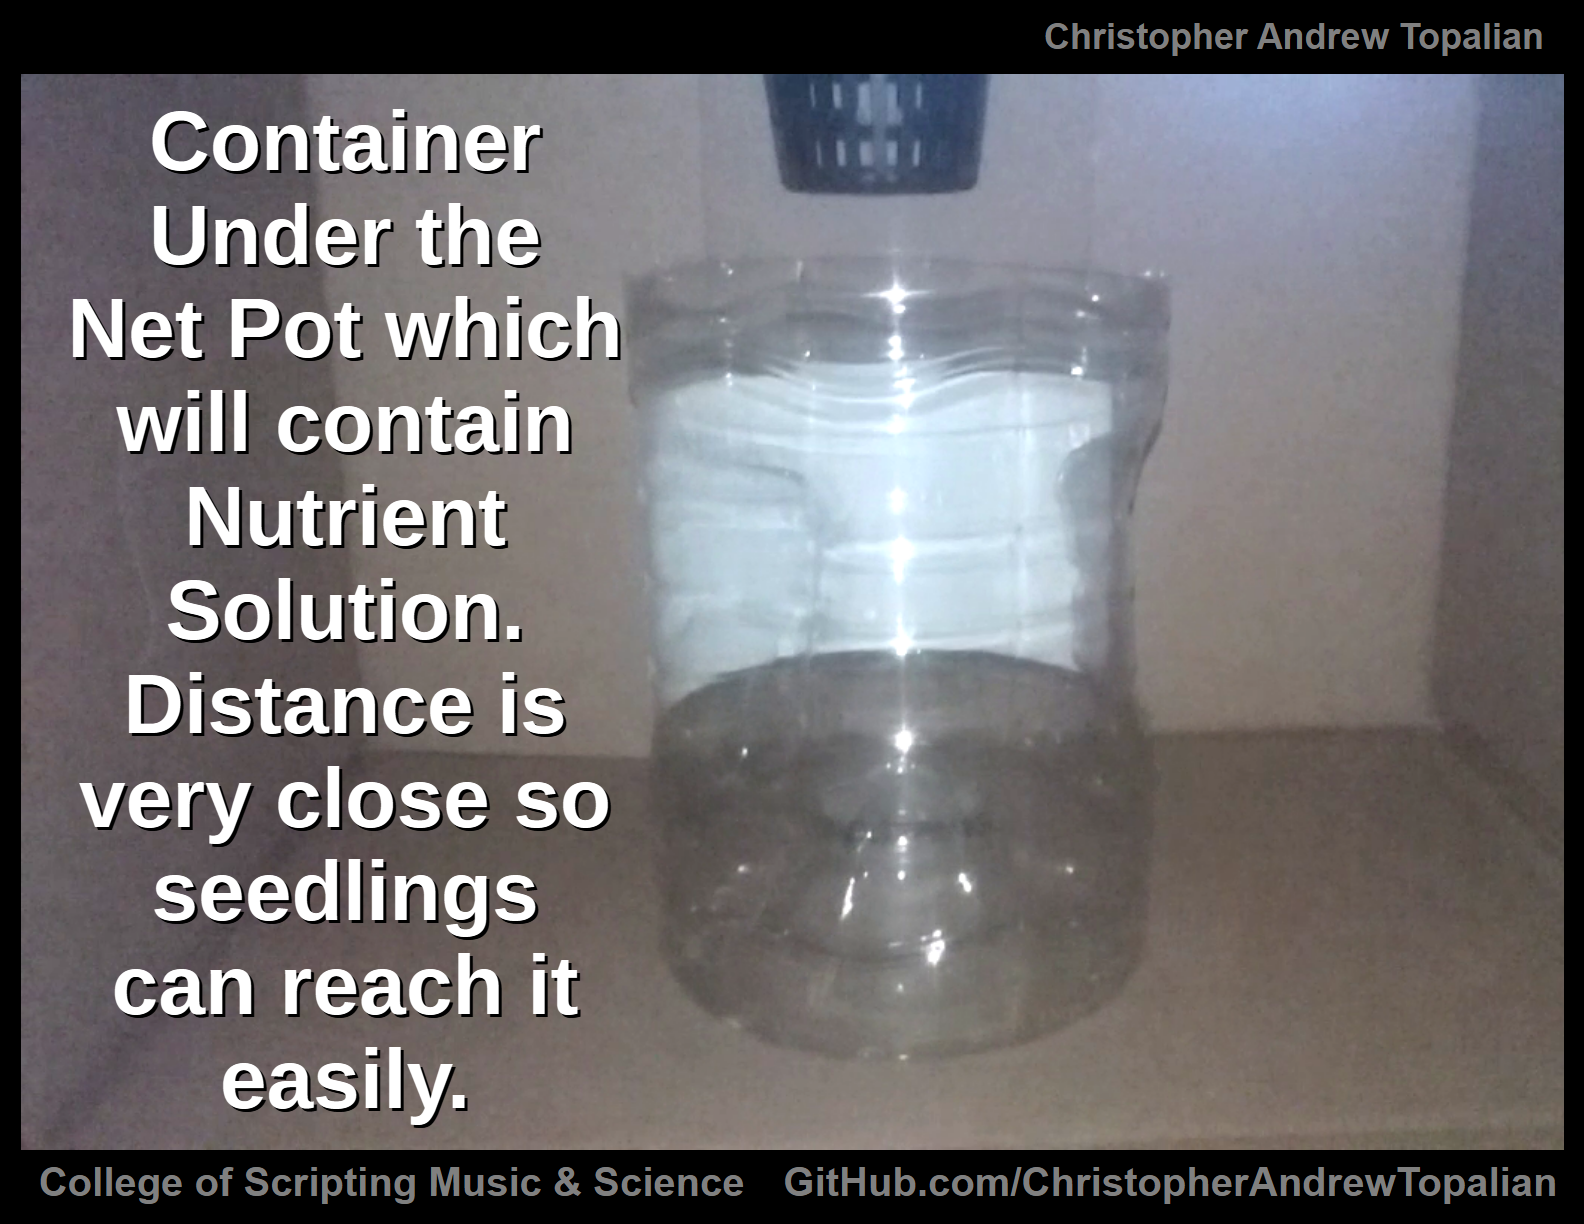 Christopher Andrew Topalian
Container
Under the
Net Pot which
will contain
Nutrient
Solution.
Distance is
very close so
seedlings
can reach it
easily.
College of Scripting Music & Science
GitHub.com/ChristopherAndrewTopalian